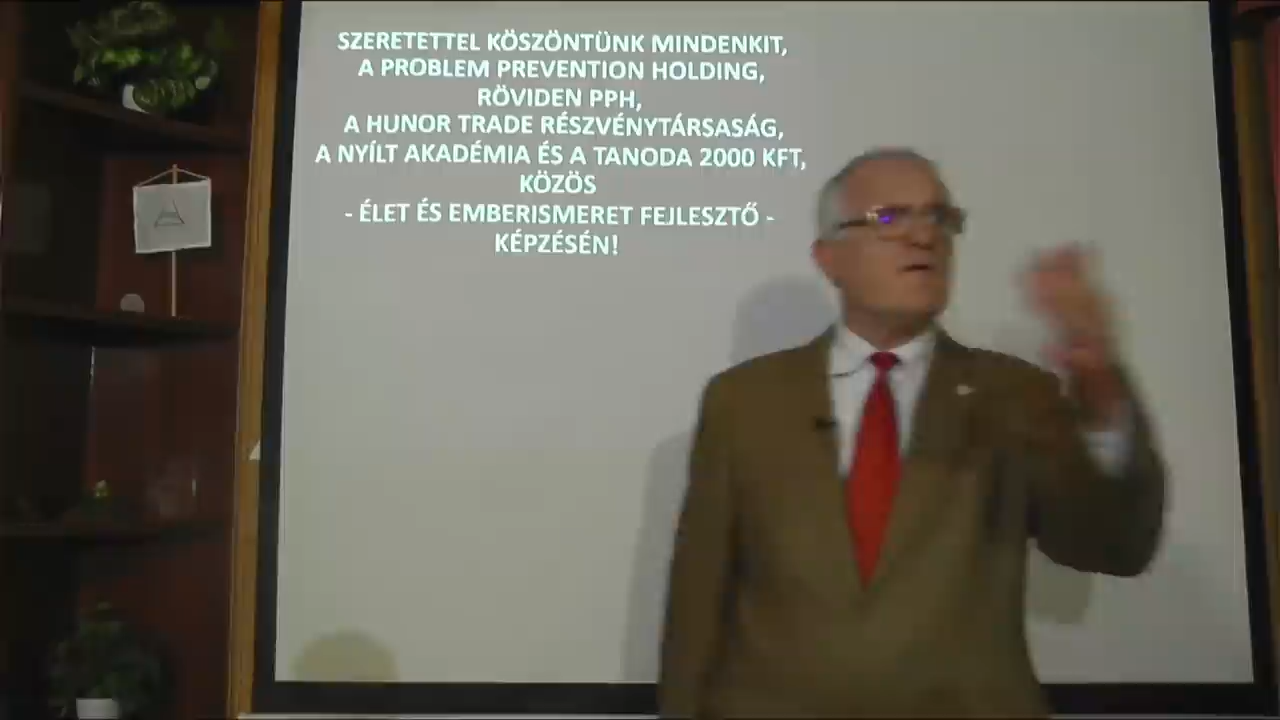 SZERETETTEL KÖSZÖNTÜNK MINDENKIT,
A PROBLEM PREVENTION HOLDING,
RÖVIDEN PPH,
A HUNOR TRADE RÉSZVÉNYTÁRSASÁG,
A NYÍLT AKADÉMIA ÉS A TANODA 2000 KFT,
KÖZÖS
- ÉLET ÉS EMBERISMERET FEJLESZTŐ -
KÉPZÉSÉN!